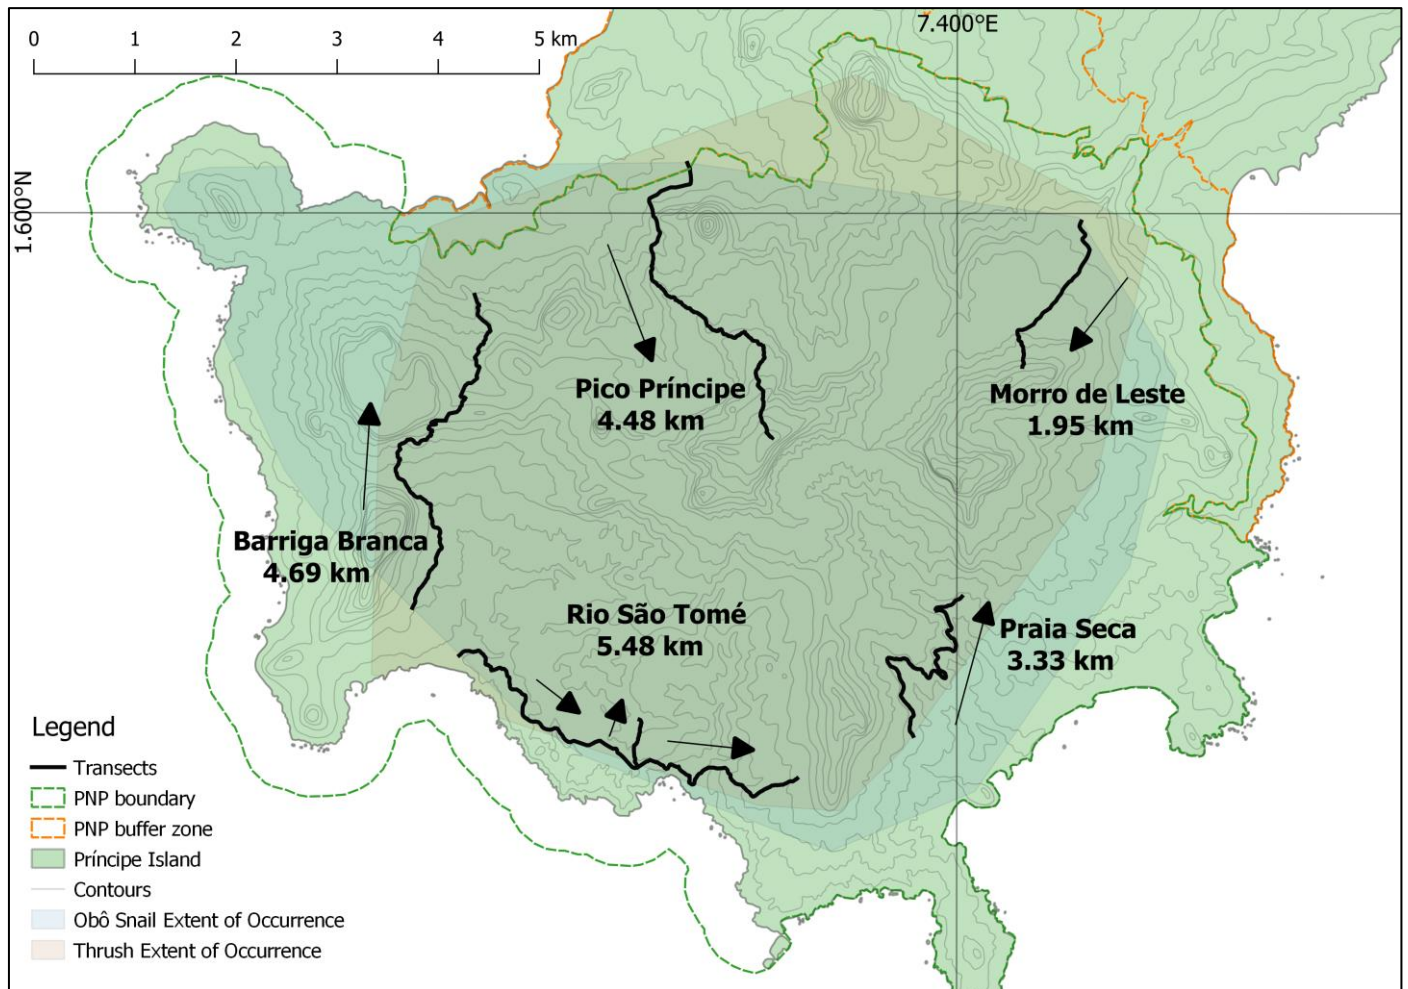 0 1 2 3 4 5 km
7.400°E
1.600°N
Pico Príncipe
4.48 km
Morro de Leste
1.95 km
Barriga Branca
4.69 km
Rio São Tomé
5.48 km
Praia Seca
3.33 km
Legend
Transects
PNP boundary
PNP buffer zone
Príncipe Island
Contours
Obô Snail Extent of Occurrence
Thrush Extent of Occurrence